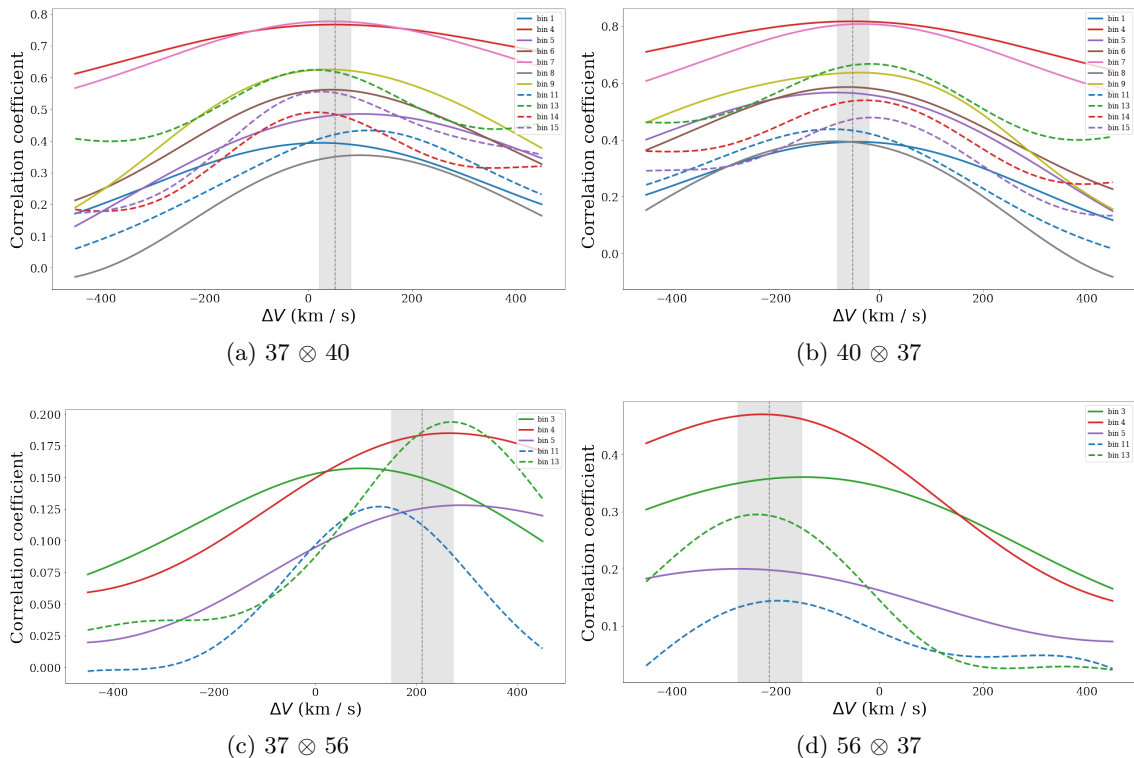 0.8
0.7
0.6
0.5
0.4
0.3
0.2
0.1
0.0
Correlation coefficient
−400 −200 0 200 400
ΔV (km / s)
bin 1
bin 4
bin 5
bin 6
bin 7
bin 8
bin 9
bin 11
bin 13
bin 14
bin 15
(a) 37 ⊗ 40
0.8
0.6
0.4
0.2
0.0
Correlation coefficient
−400 −200 0 200 400
ΔV (km / s)
bin 1
bin 4
bin 5
bin 6
bin 7
bin 8
bin 9
bin 11
bin 13
bin 14
bin 15
(b) 40 ⊗ 37
0.200
0.175
0.150
0.125
0.100
0.075
0.050
0.025
0.000
Correlation coefficient
−400 −200 0 200 400
ΔV (km / s)
bin 3
bin 4
bin 5
bin 11
bin 13
(c) 37 ⊗ 56
0.4
0.3
0.2
0.1
Correlation coefficient
−400 −200 0 200 400
ΔV (km / s)
bin 3
bin 4
bin 5
bin 11
bin 13
(d) 56 ⊗ 37